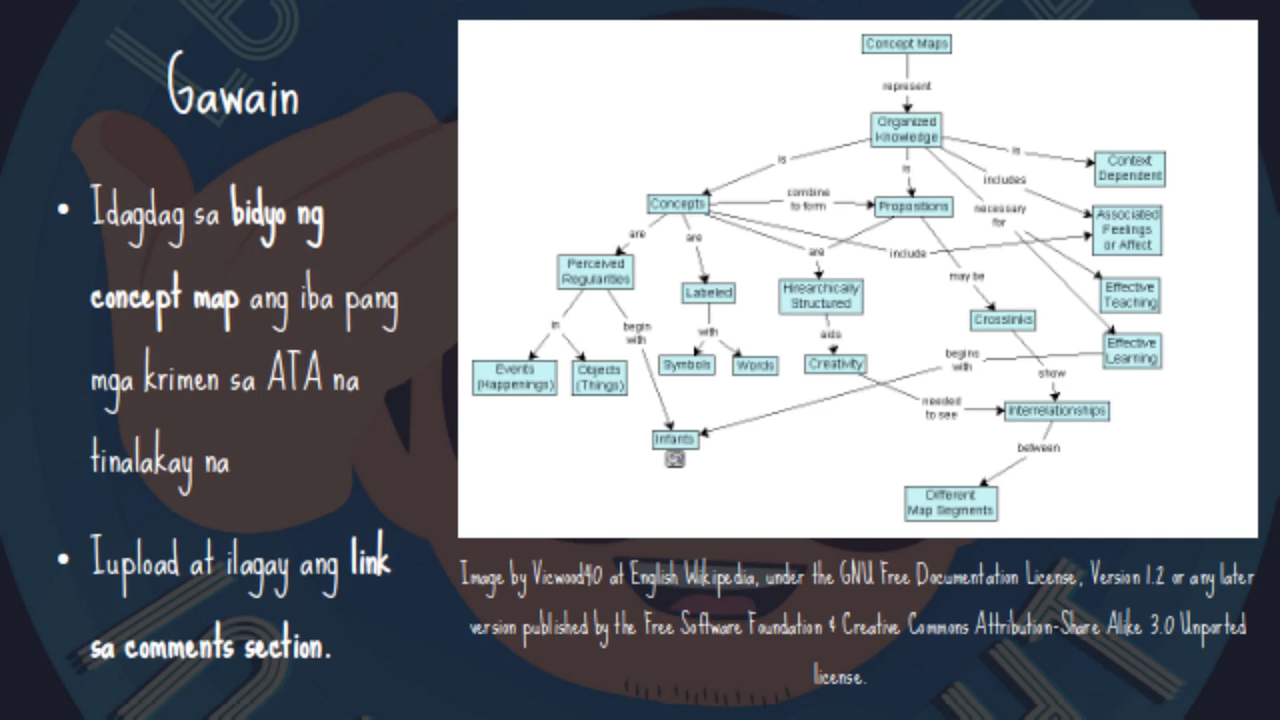 Gawain
• Idagdag sa bidyo ng
concept map ang iba pang
mga krimen sa ATA na
tinalakay na
• Iupload at ilagay ang link
sa comments section.
Concept Maps
represent
Organized
Knowledge
is
is
is
Context
Dependent
includes
Concepts
combine
to form
Propositions
necessary
for
Associated
Feelings
or Affect
are
are
are
include
Perceived
Regularities
Labeled
Hirearchically
Structured
may be
Effective
Teaching
in
begin
with
with
aids
Crosslinks
Effective
Learning
Events
(Happenings)
Objects
(Things)
Symbols
Words
Creativity
begins
with
show
needed
to see
Interrelationships
Infants
between
Different
Map Segments
Image by Vicwood40 at English Wikipedia, under the GNU Free Documentation License, Version 1.2 or any later
version published by the Free Software Foundation & Creative Commons Attribution-Share Alike 3.0 Unported
license.